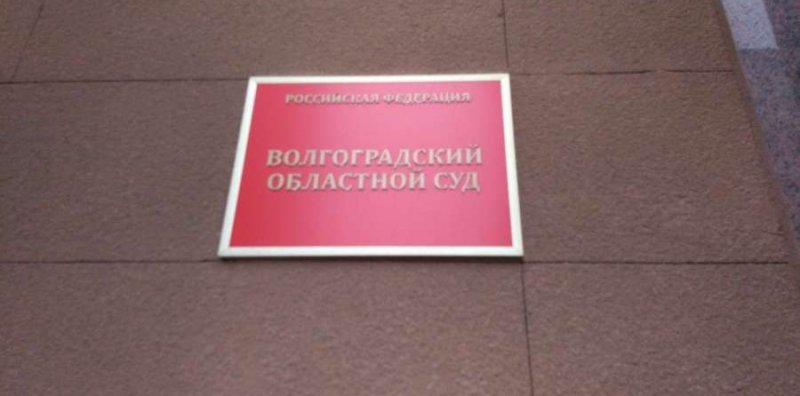 РОССИЙСКАЯ ФЕДЕРАЦИЯ
ВОЛГОГРАДСКИЙ
ОБЛАСТНОЙ СУД